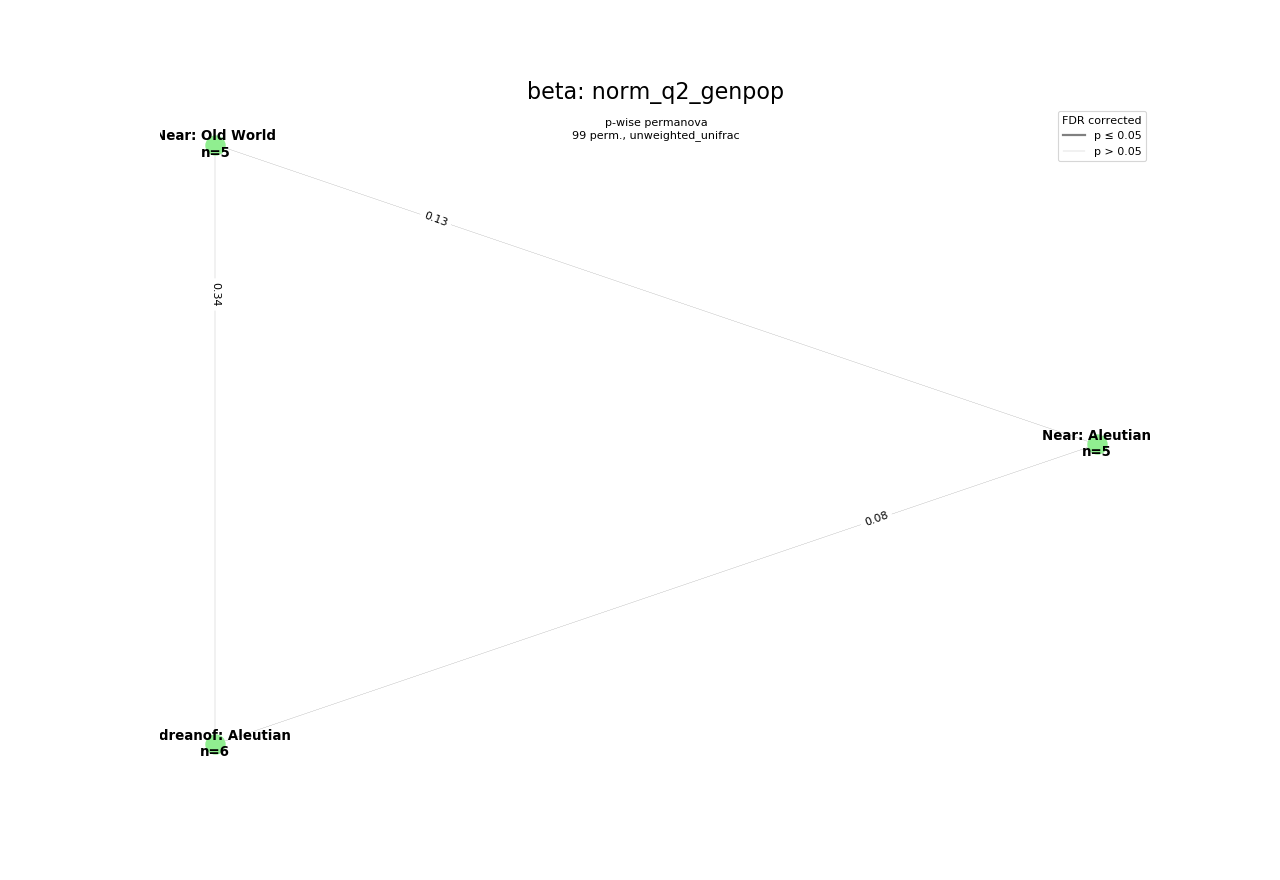 beta: norm_q2_genpop
p-wise permanova
99 perm., unweighted_unifrac
FDR corrected
p ≤ 0.05
p > 0.05
Near: Old World
n=5
0.13
0.34
Near: Aleutian
n=5
0.08
dreanof: Aleutian
n=6